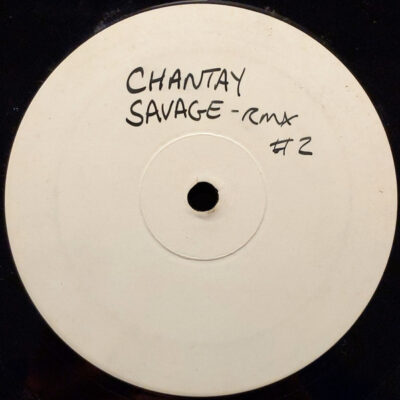 CHANTAY
SAVAGE - RMX
# 2